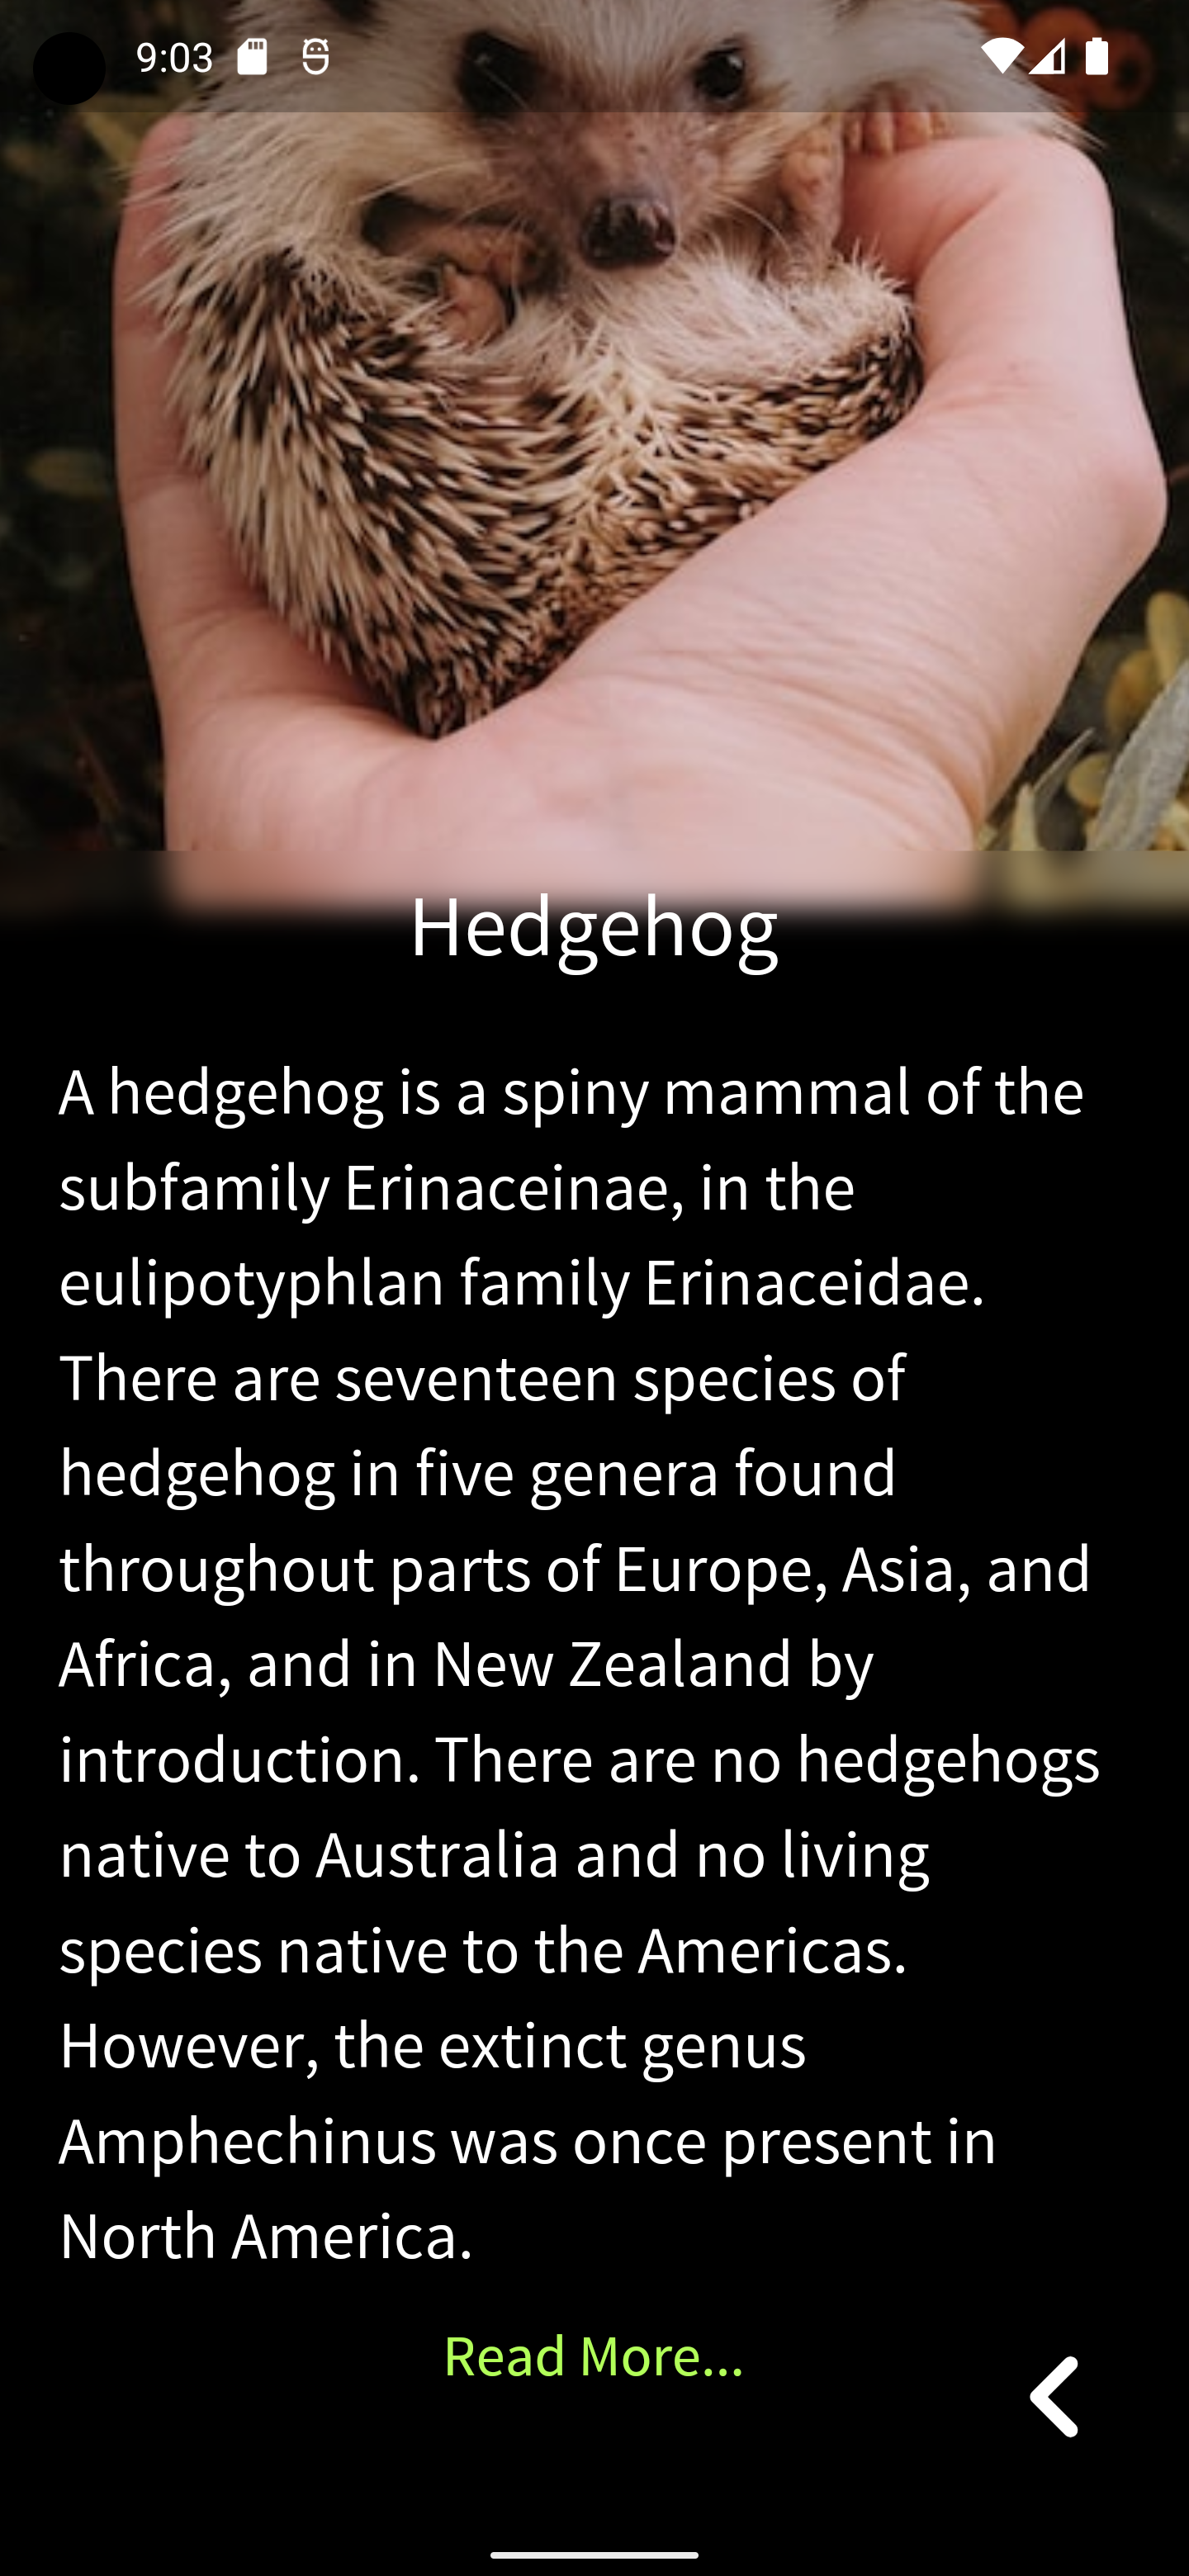 9:03
Hedgehog
A hedgehog is a spiny mammal of the
subfamily Erinaceinae, in the
eulipotyphlan family Erinaceidae.
There are seventeen species of
hedgehog in five genera found
throughout parts of Europe, Asia, and
Africa, and in New Zealand by
introduction. There are no hedgehogs
native to Australia and no living
species native to the Americas.
However, the extinct genus
Amphechinus was once present in
North America.
Read More...